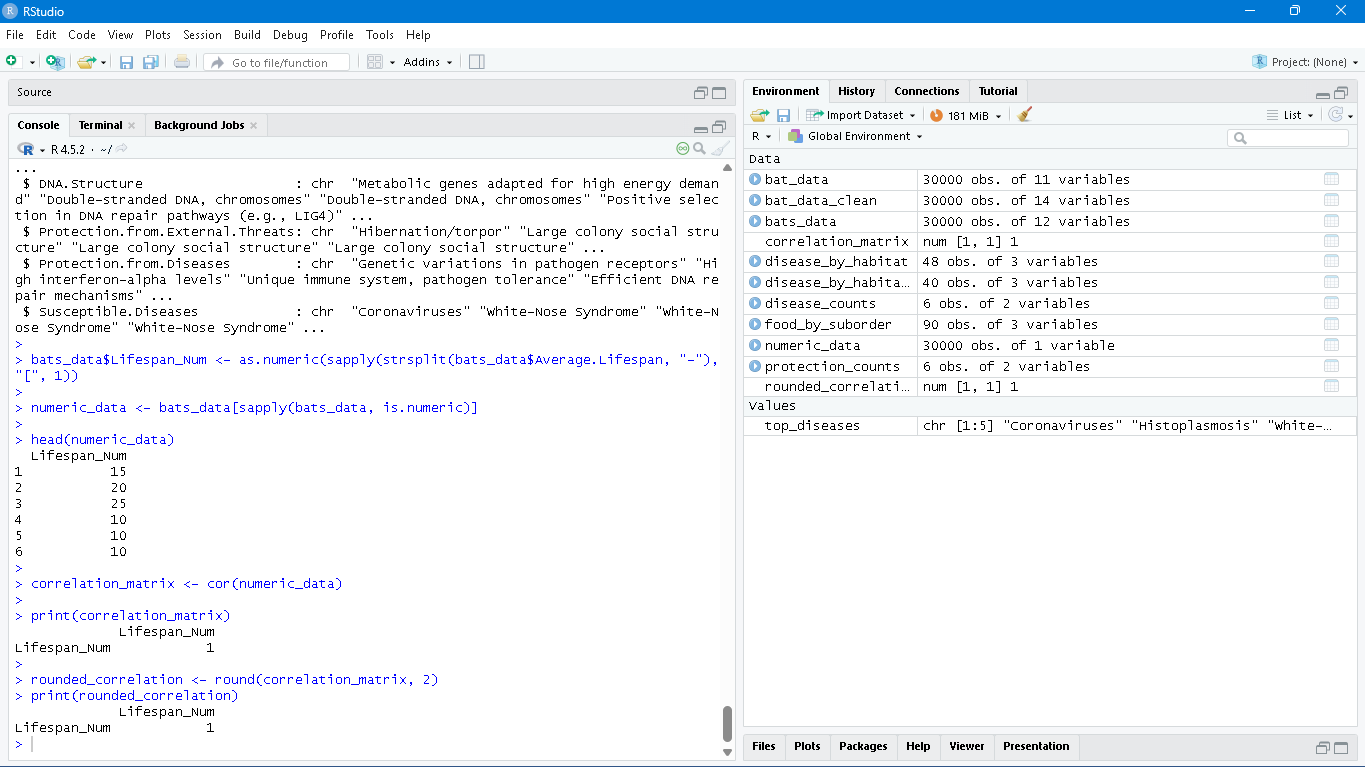 RStudio
File Edit Code View Plots Session Build Debug Profile Tools Help
Go to file/function Addins Project: (None)
Source
Console Terminal Background Jobs
R 4.5.2 · ~/
...
 $ DNA.Structure                   : chr  "Metabolic genes adapted for high energy deman
d" "Double-stranded DNA, chromosomes" "Double-stranded DNA, chromosomes" "Positive selec
tion in DNA repair pathways (e.g., LIG4)" ...
 $ Protection.from.External.Threats: chr  "Hibernation/torpor" "Large colony social stru
cture" "Large colony social structure" "Large colony social structure" ...
 $ Protection.from.Diseases        : chr  "Genetic variations in pathogen receptors" "Hi
gh interferon-alpha levels" "Unique immune system, pathogen tolerance" "Efficient DNA re
pair mechanisms" ...
 $ Susceptible.Diseases            : chr  "Coronaviruses" "White-Nose Syndrome" "White-N
ose Syndrome" "White-Nose Syndrome" ...
>
> bats_data$Lifespan_Num <- as.numeric(sapply(strsplit(bats_data$Average.Lifespan, "-"),
"[", 1))
>
> numeric_data <- bats_data[sapply(bats_data, is.numeric)]
>
> head(numeric_data)
  Lifespan_Num
1           15
2           20
3           25
4           10
5           10
6           10
>
> correlation_matrix <- cor(numeric_data)
>
> print(correlation_matrix)
             Lifespan_Num
Lifespan_Num            1
>
> rounded_correlation <- round(correlation_matrix, 2)
> print(rounded_correlation)
             Lifespan_Num
Lifespan_Num            1
>
Environment History Connections Tutorial
Import Dataset 181 MiB List
R Global Environment
Data
bat_data 30000 obs. of 11 variables
bat_data_clean 30000 obs. of 14 variables
bats_data 30000 obs. of 12 variables
correlation_matrix num [1, 1] 1
disease_by_habitat 48 obs. of 3 variables
disease_by_habita... 40 obs. of 3 variables
disease_counts 6 obs. of 2 variables
food_by_suborder 90 obs. of 3 variables
numeric_data 30000 obs. of 1 variable
protection_counts 6 obs. of 2 variables
rounded_correlati... num [1, 1] 1
Values
top_diseases chr [1:5] "Coronaviruses" "Histoplasmosis" "White-...
Files Plots Packages Help Viewer Presentation